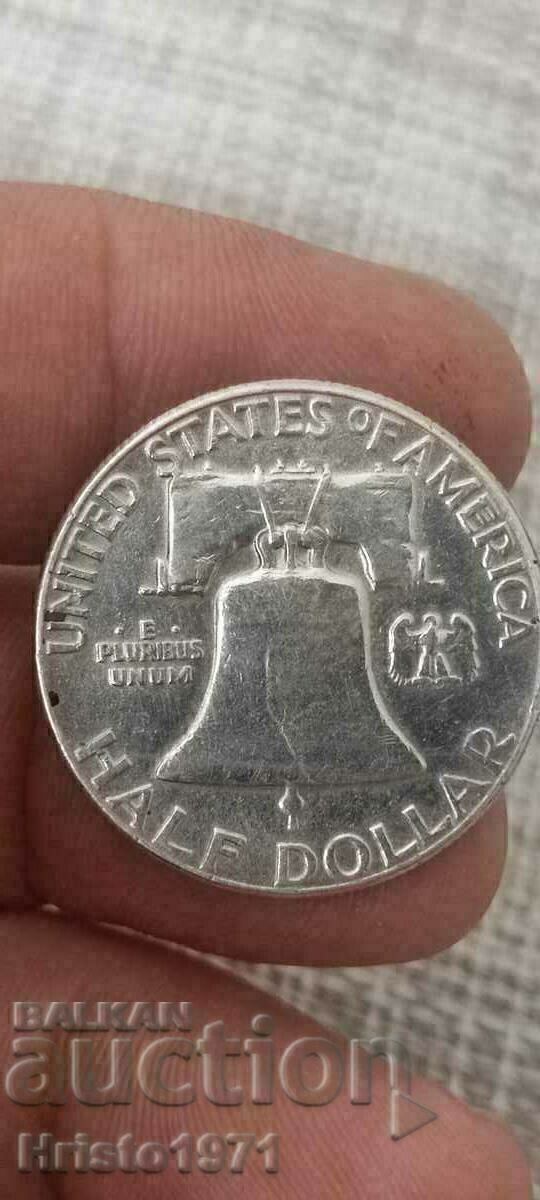 UNITED STATES OF AMERICA
· E ·
PLURIBUS
UNUM
HALF DOLLAR
BALKAN
auction
Hristo1971